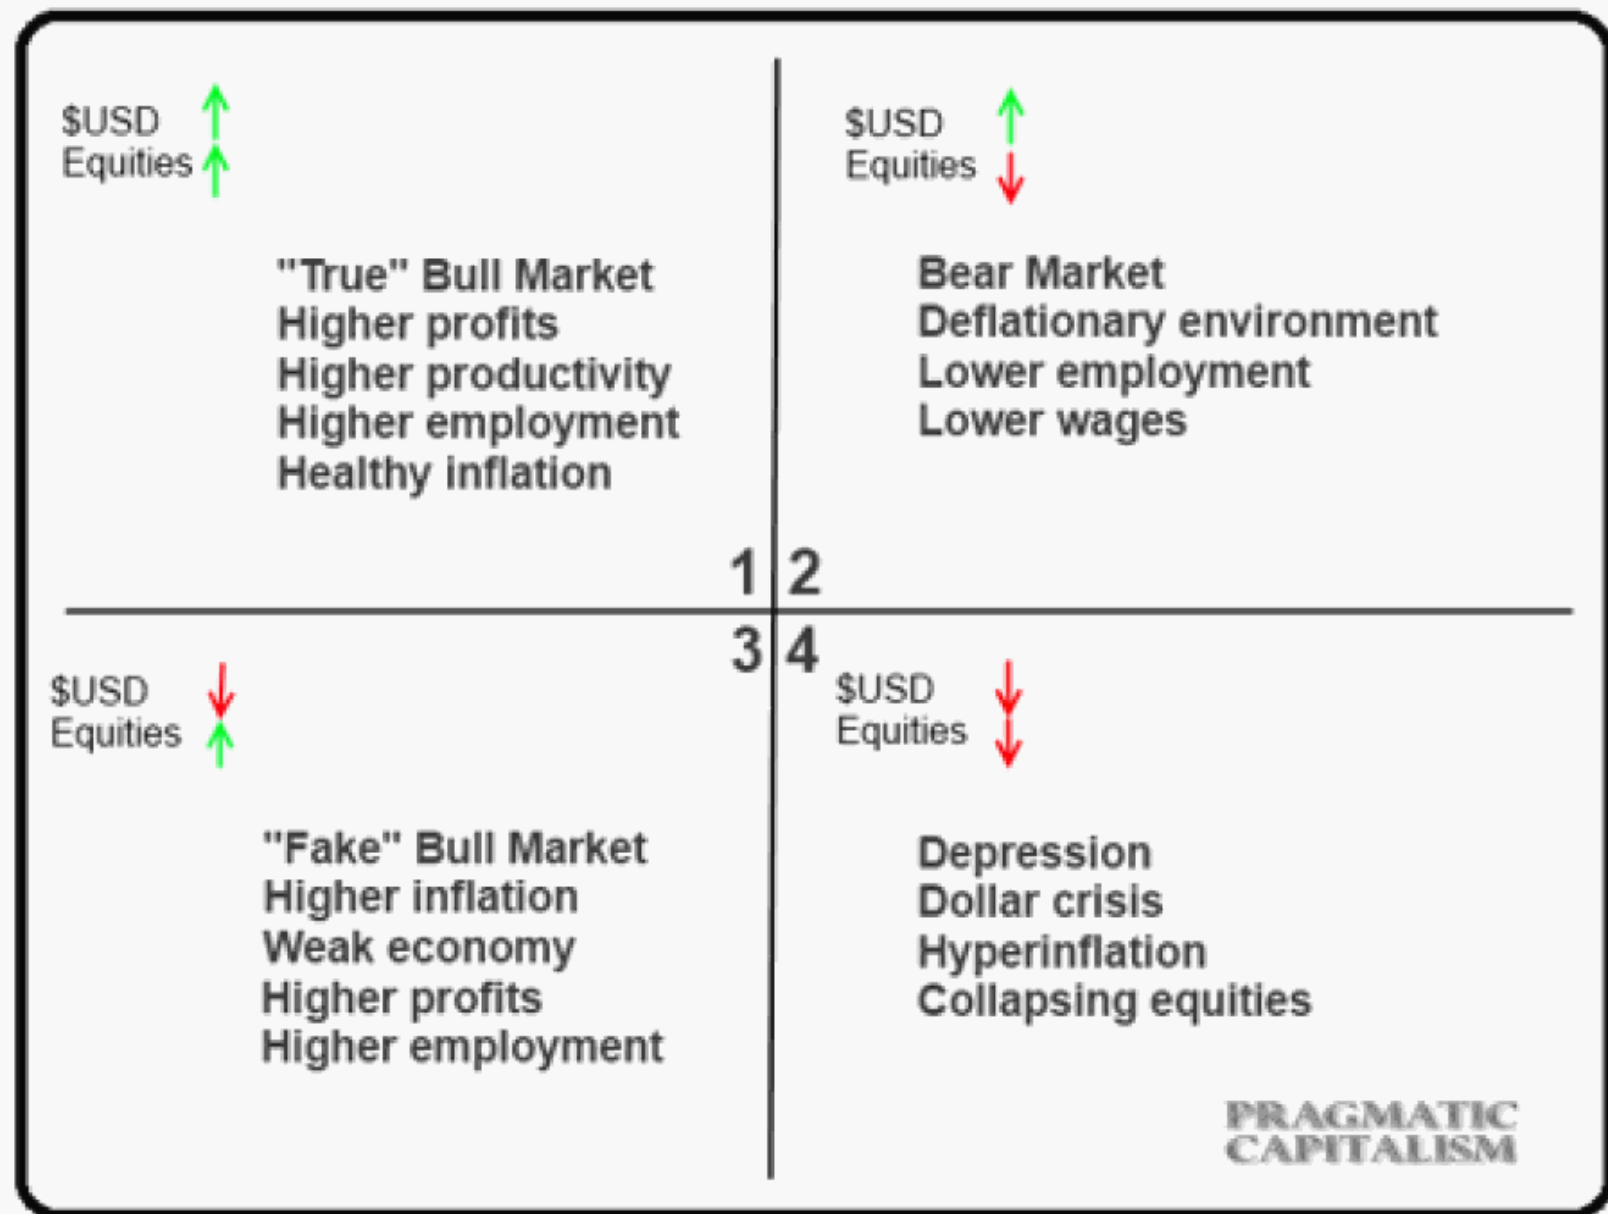 $USD
Equities
"True" Bull Market
Higher profits
Higher productivity
Higher employment
Healthy inflation
1
$USD
Equities
Bear Market
Deflationary environment
Lower employment
Lower wages
2
3
$USD
Equities
"Fake" Bull Market
Higher inflation
Weak economy
Higher profits
Higher employment
4
$USD
Equities
Depression
Dollar crisis
Hyperinflation
Collapsing equities
PRAGMATIC
CAPITALISM